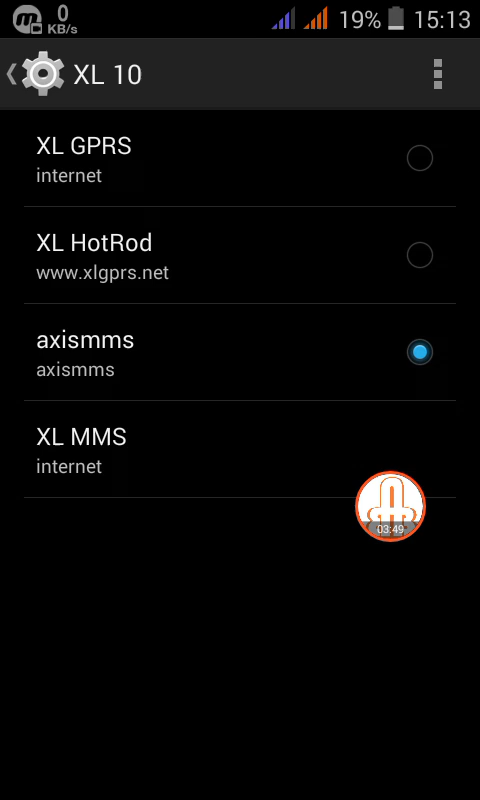 0
KB/s
19%
15:13
XL 10
XL GPRS
internet
XL HotRod
www.xlgprs.net
axismms
axismms
XL MMS
internet
03:49